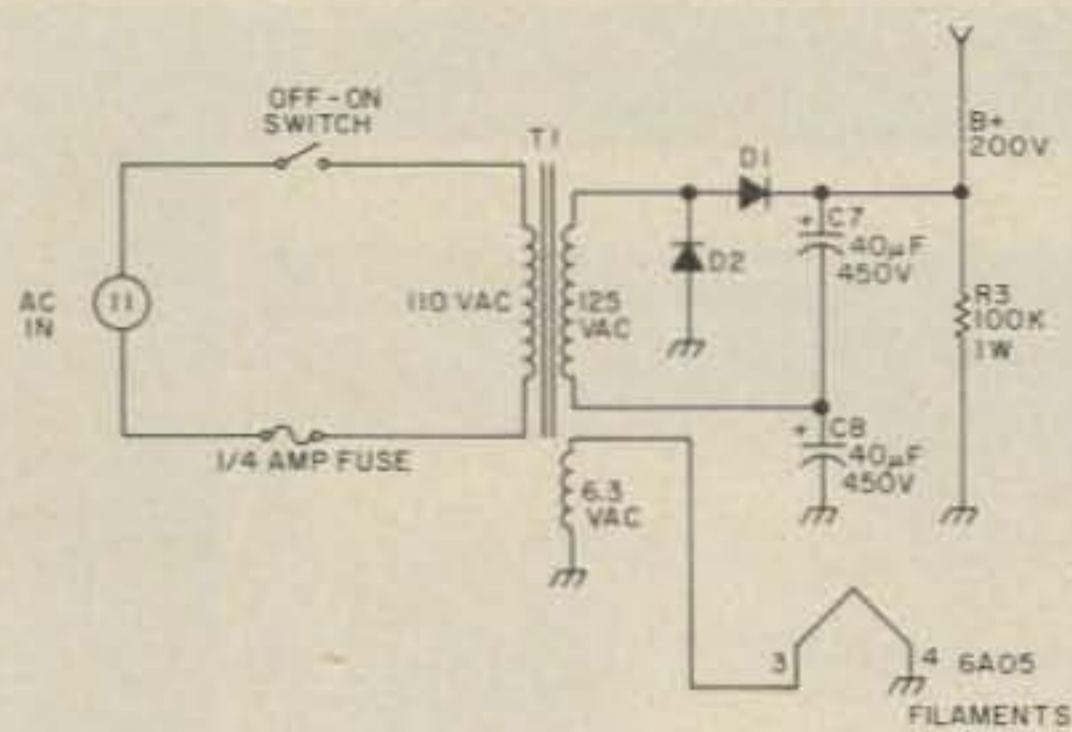 OFF-ON
SWITCH
T1
B+
200V
D1
+ C7
40µF
450V
D2
AC
IN
110 VAC
125
VAC
R3
100K
1W
1/4 AMP FUSE
+ C8
40µF
450V
6.3
VAC
3
4
6AQ5
FILAMENTS